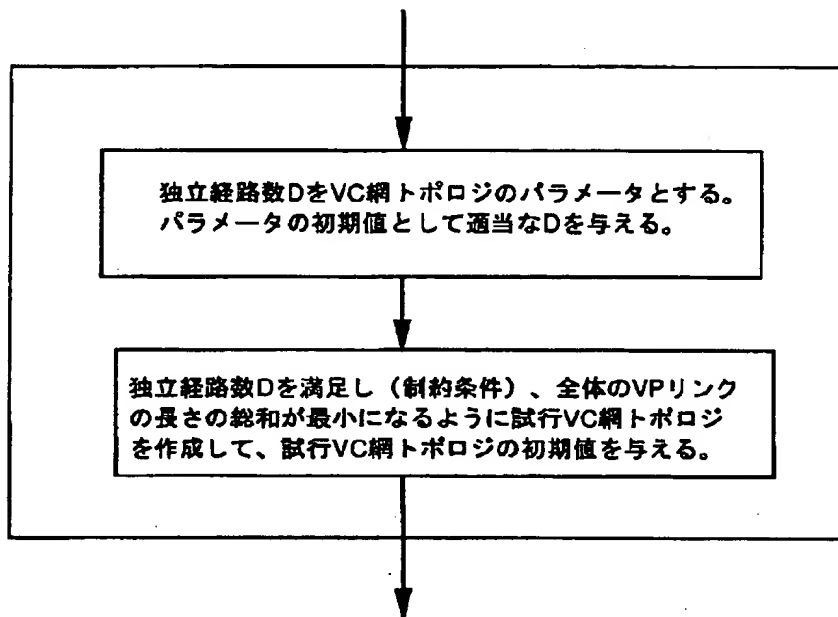 独立経路数DをVC網トポロジのパラメータとする。
パラメータの初期値として適当なDを与える。
独立経路数Dを満足し（制約条件）、全体のVPリンク
の長さの総和が最小になるように試行VC網トポロジ
を作成して、試行VC網トポロジの初期値を与える。